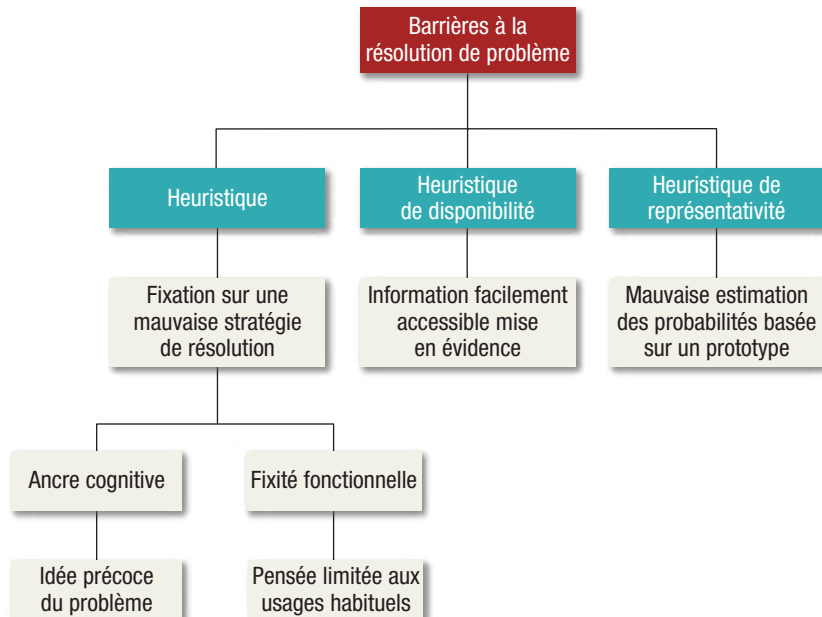 Barrières à la
résolution de problème
Heuristique
Heuristique
de disponibilité
Heuristique de
représentativité
Fixation sur une
mauvaise stratégie
de résolution
Information facilement
accessible mise
en évidence
Mauvaise estimation
des probabilités basée
sur un prototype
Ancre cognitive
Fixité fonctionnelle
Idée précoce
du problème
Pensée limitée aux
usages habituels